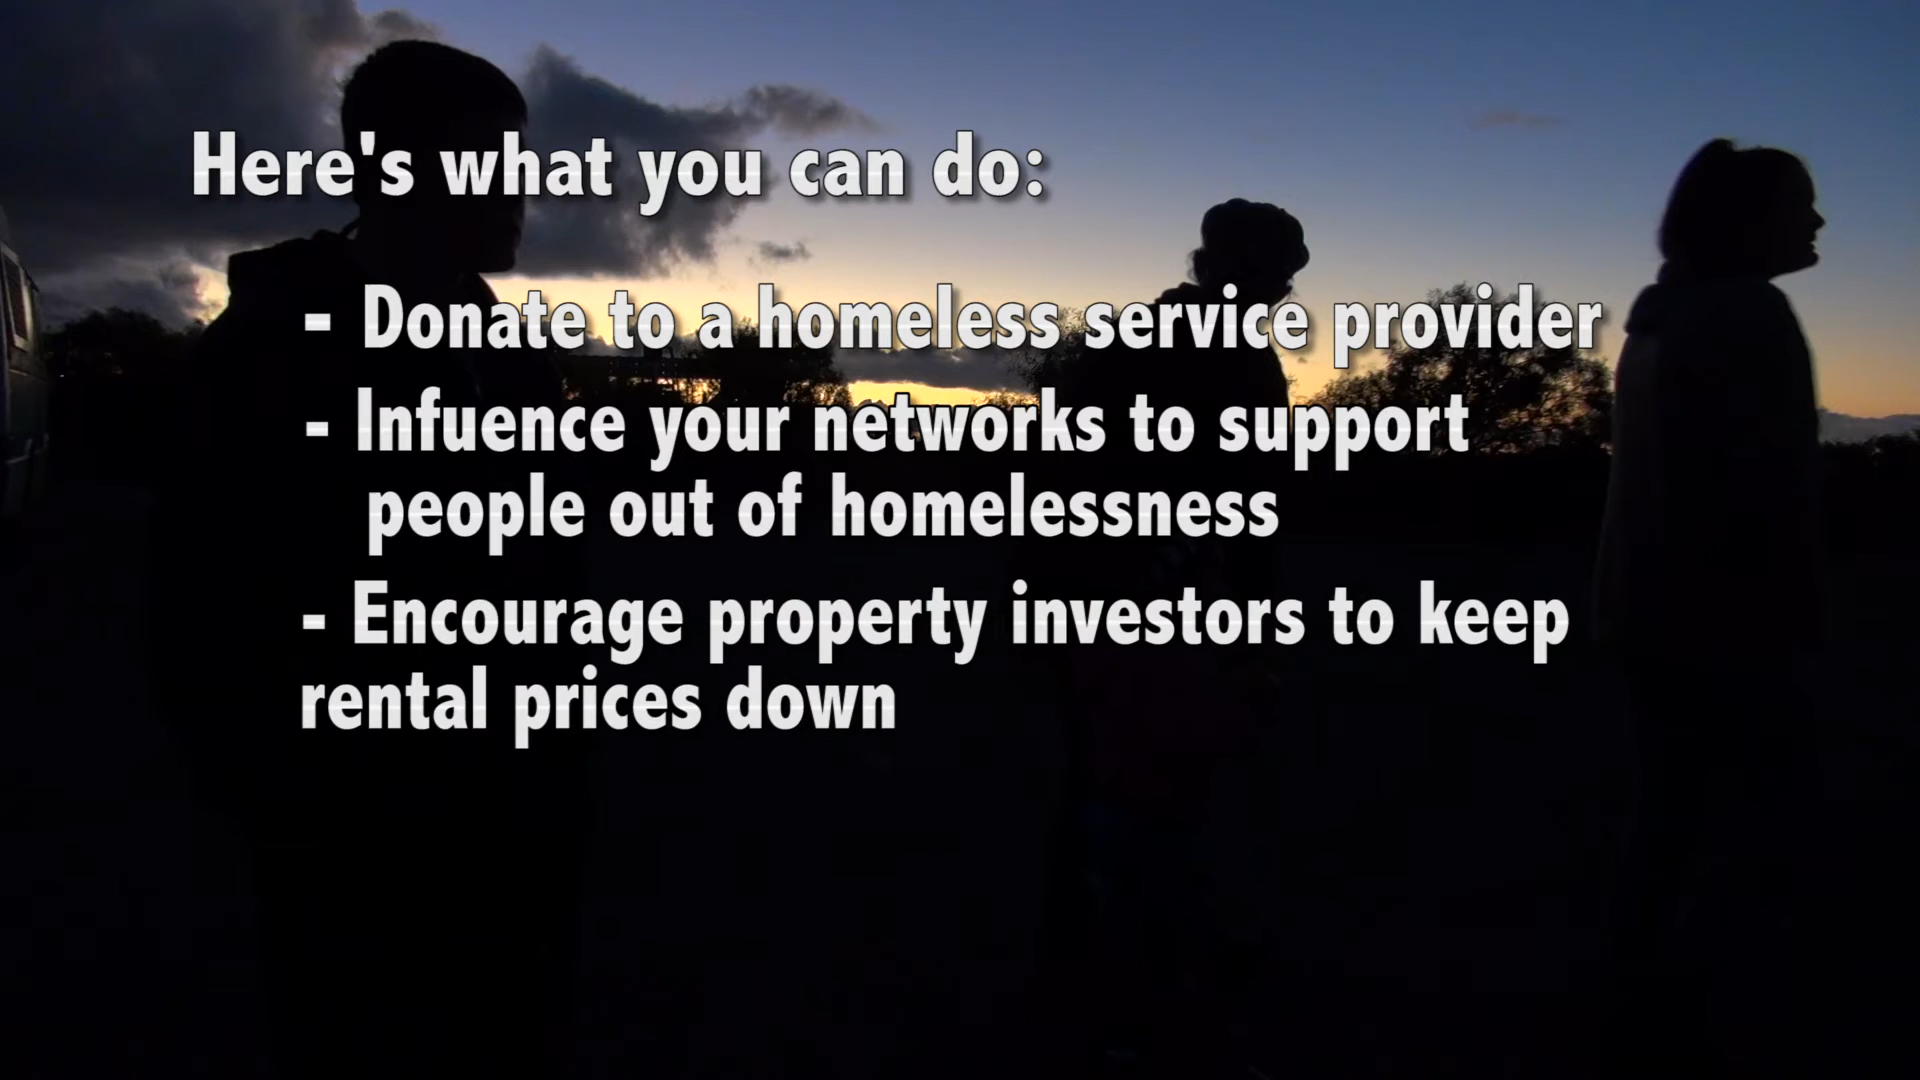 Here's what you can do:
- Donate to a homeless service provider
- Infuence your networks to support
people out of homelessness
- Encourage property investors to keep
rental prices down